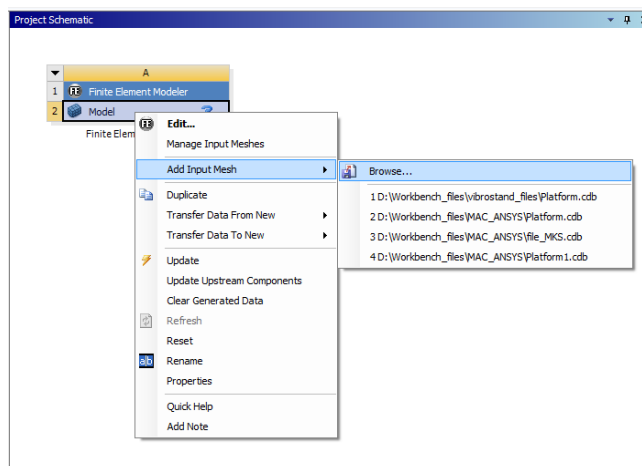 Project Schematic
A
1 Finite Element Modeler
2 Model
Finite Elem
Edit...
Manage Input Meshes
Add Input Mesh
Duplicate
Transfer Data From New
Transfer Data To New
Update
Update Upstream Components
Clear Generated Data
Refresh
Reset
Rename
Properties
Quick Help
Add Note
Browse...
1 D:\Workbench_files\vibrostand_files\Platform.cdb
2 D:\Workbench_files\MAC_ANSYS\Platform.cdb
3 D:\Workbench_files\MAC_ANSYS\file_MKS.cdb
4 D:\Workbench_files\MAC_ANSYS\Platform1.cdb